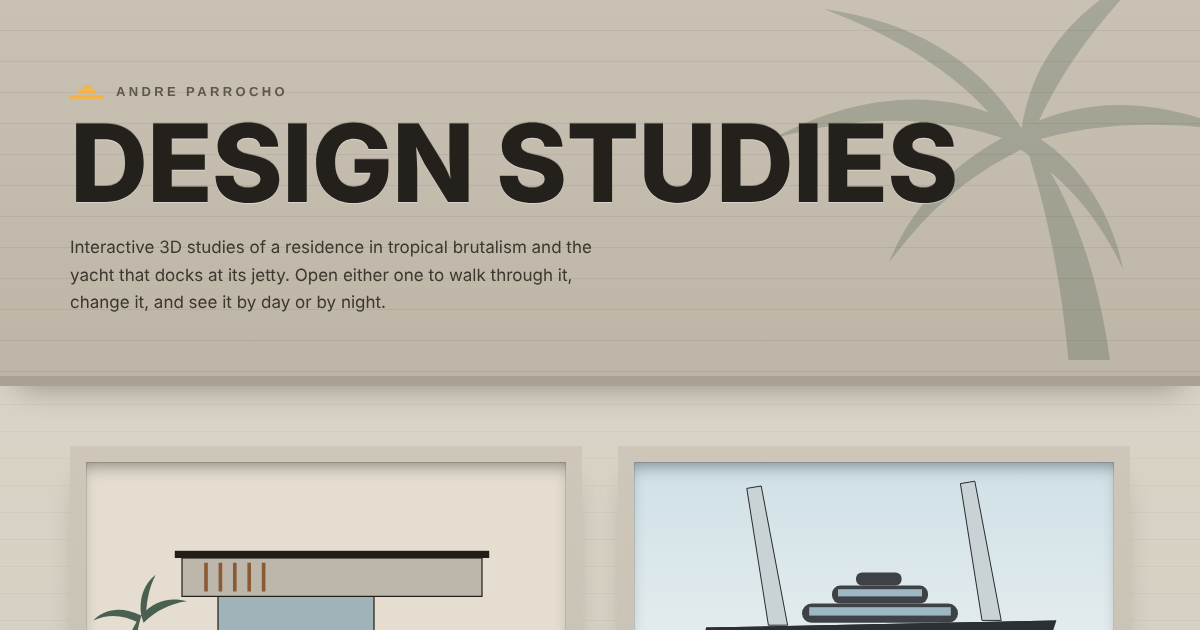 ANDRE PARROCHO
DESIGN STUDIES
Interactive 3D studies of a residence in tropical brutalism and the
yacht that docks at its jetty. Open either one to walk through it,
change it, and see it by day or by night.